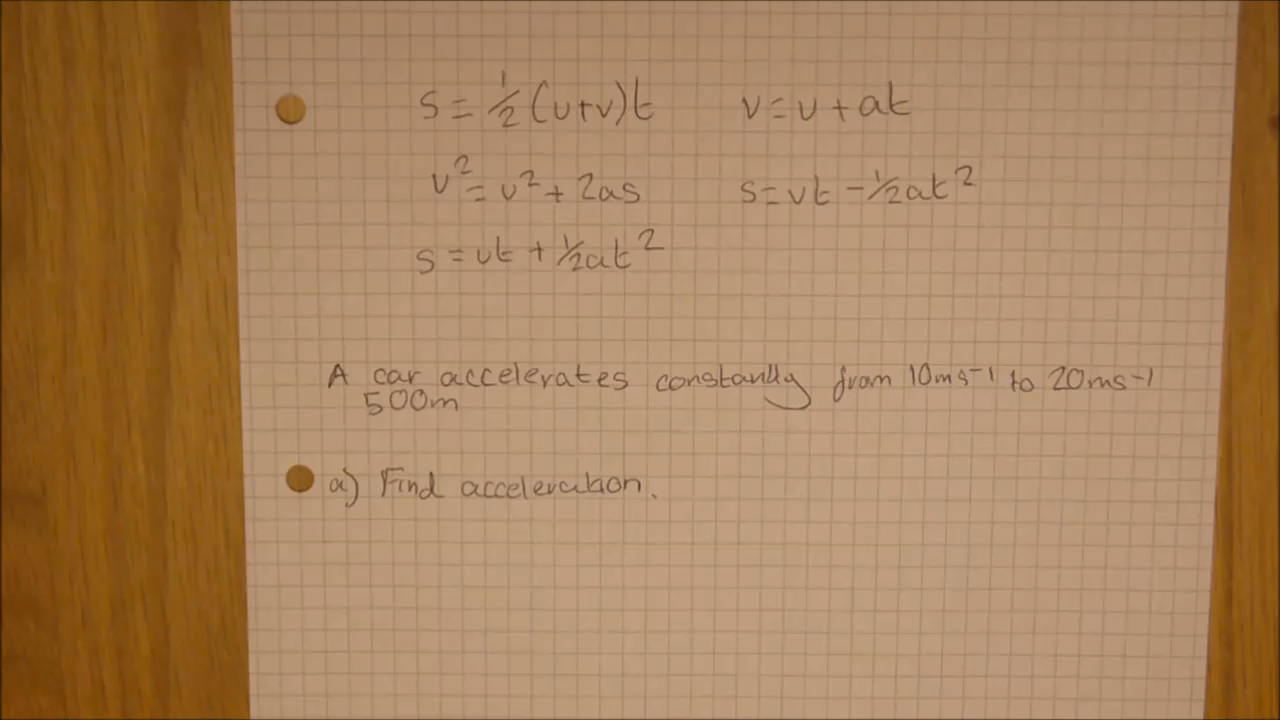 s = ½(u+v)t
v = u + at
v² = u² + 2as
s = vt - ½at²
s = ut + ½at²
A car accelerates constantly from 10ms⁻¹ to 20ms⁻¹
500m
a) Find acceleration.